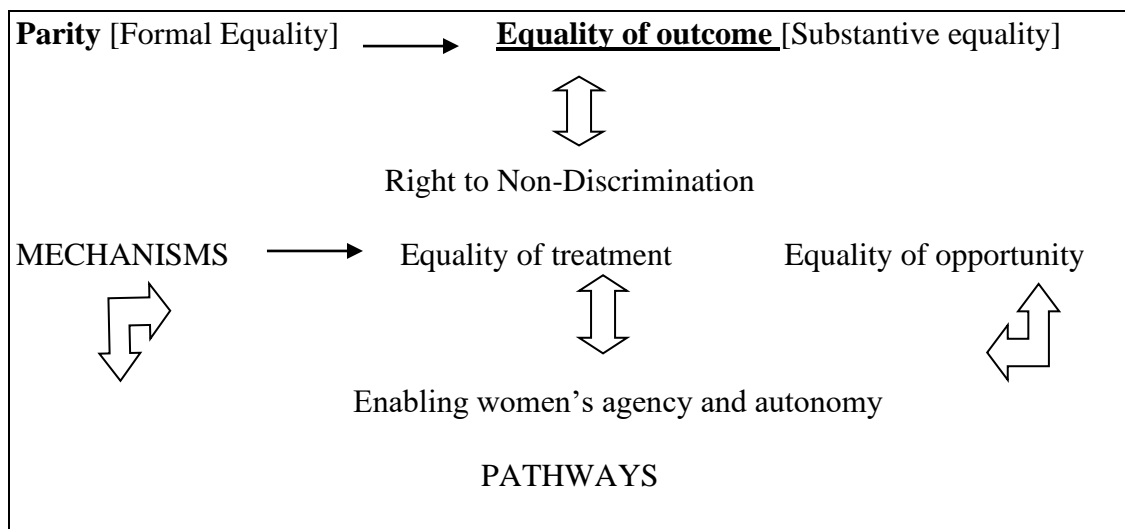 Parity [Formal Equality] Equality of outcome [Substantive equality]
Right to Non-Discrimination
MECHANISMS Equality of treatment Equality of opportunity
Enabling women’s agency and autonomy
PATHWAYS